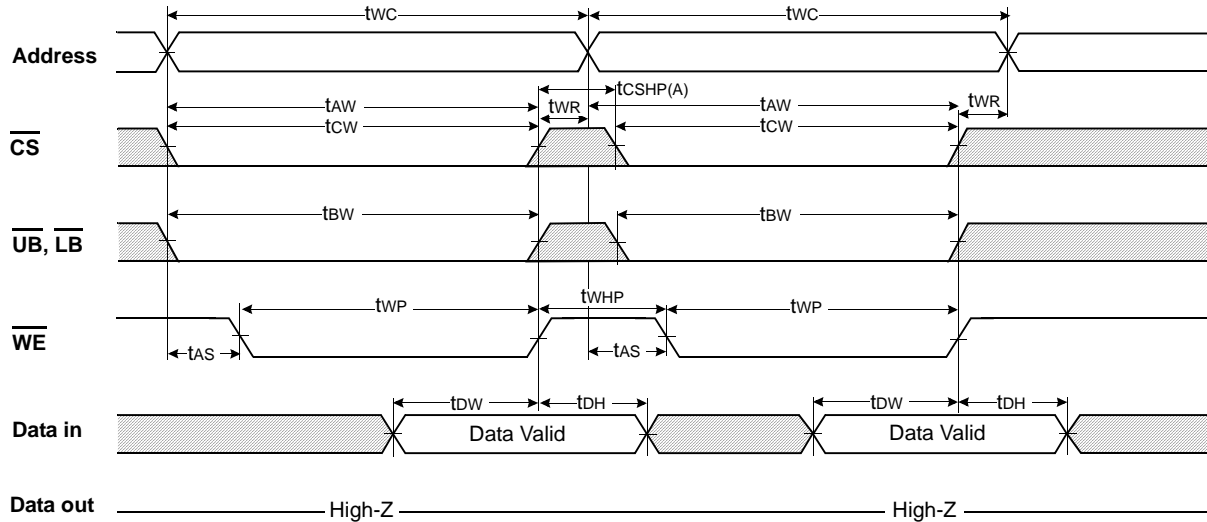 tWC tWC
Address
tCSHP(A)
tAW tWR tAW tWR
CS tCW tCW
tBW tBW
UB, LB
tWP tWHP tWP
WE
tAS tAS
tDW tDH tDW tDH
Data in Data Valid Data Valid
Data out High-Z High-Z